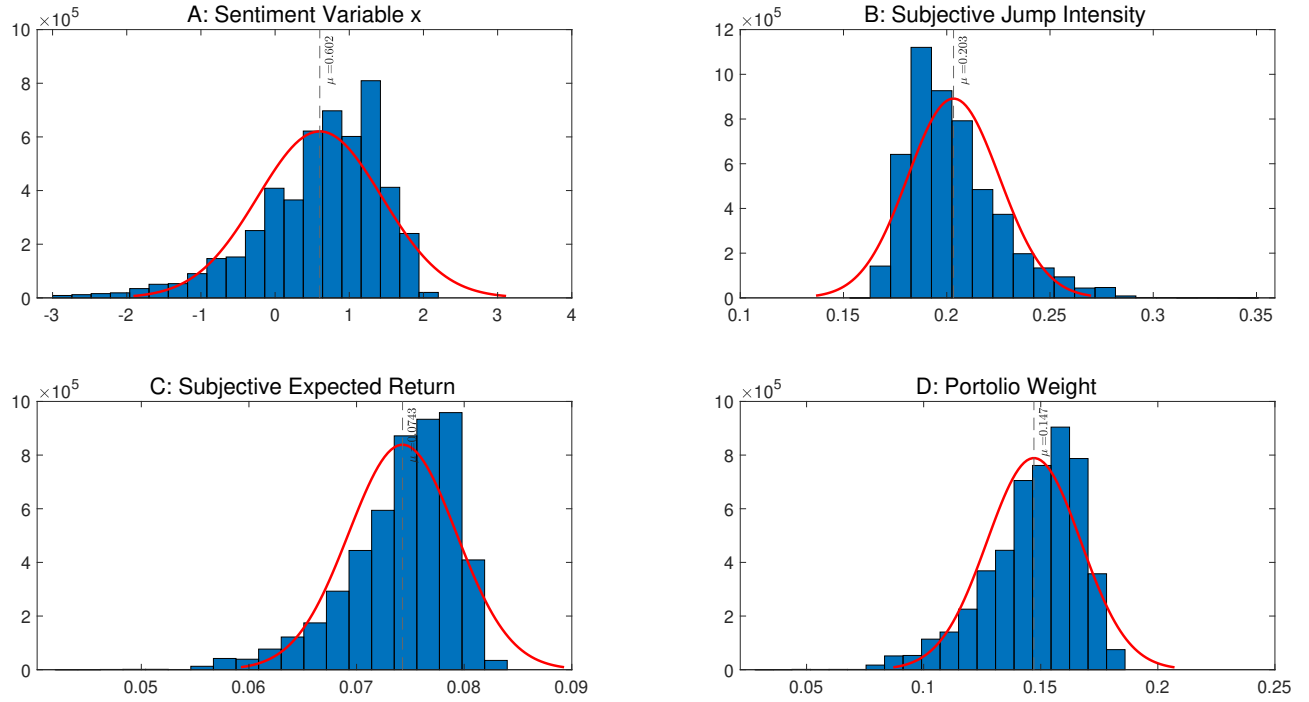 A: Sentiment Variable x
×10^5
10
8
6
4
2
0
-3 -2 -1 0 1 2 3 4
μ =0.602
B: Subjective Jump Intensity
×10^5
12
10
8
6
4
2
0
0.1 0.15 0.2 0.25 0.3 0.35
μ =0.203
C: Subjective Expected Return
×10^5
10
8
6
4
2
0
0.05 0.06 0.07 0.08 0.09
μ =0.0743
D: Portolio Weight
×10^5
10
8
6
4
2
0
0.05 0.1 0.15 0.2 0.25
μ =0.147